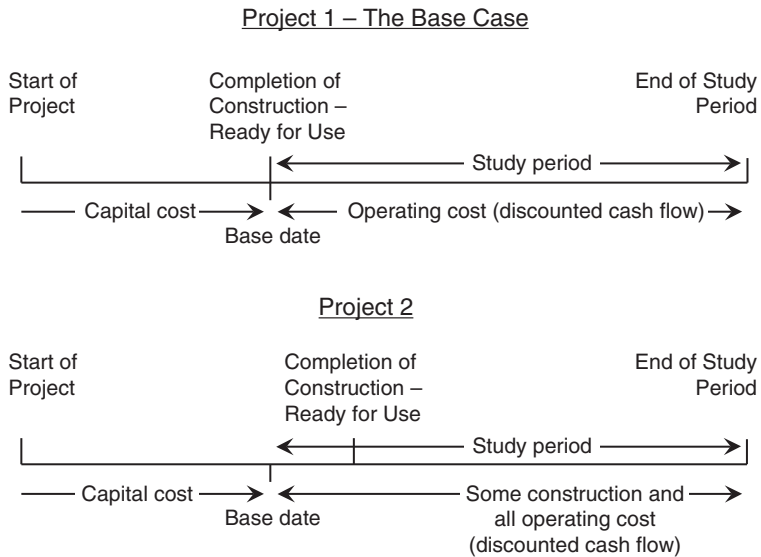 Project 1 – The Base Case
Start of
Project
Completion of
Construction –
Ready for Use
End of Study
Period
Study period
Capital cost
Operating cost (discounted cash flow)
Base date
Project 2
Start of
Project
Completion of
Construction –
Ready for Use
End of Study
Period
Study period
Capital cost
Some construction and
all operating cost
(discounted cash flow)
Base date